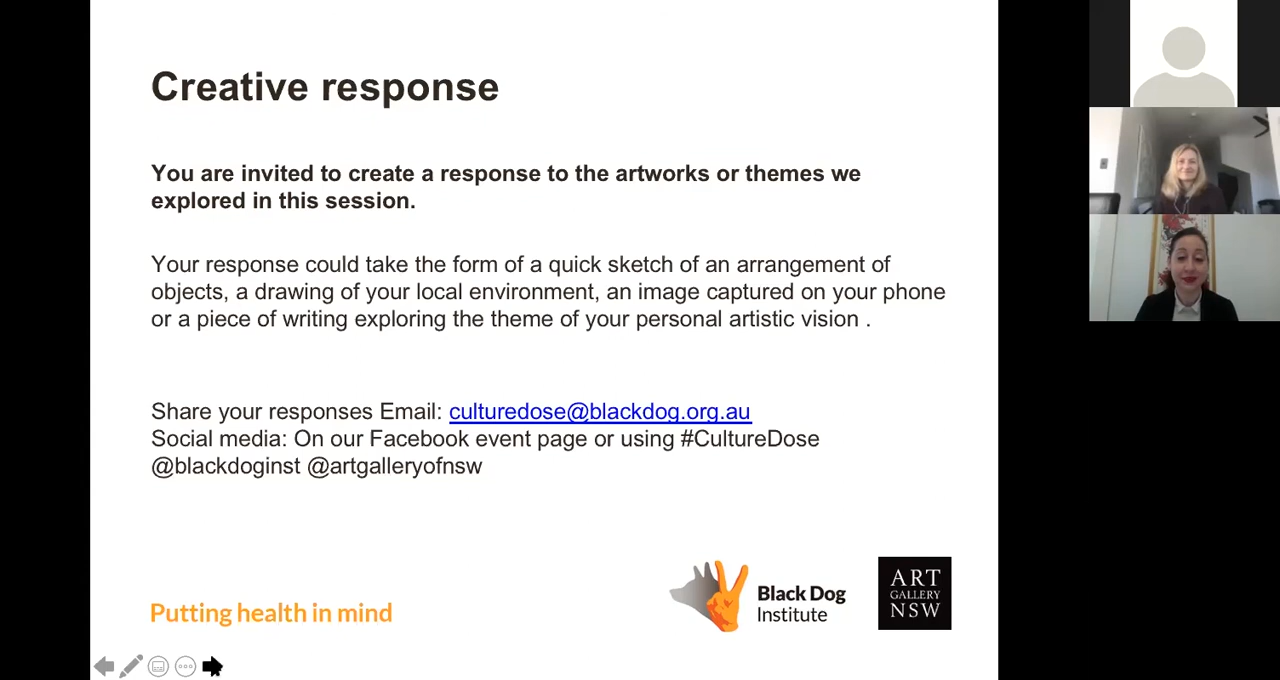 Creative response
You are invited to create a response to the artworks or themes we
explored in this session.
Your response could take the form of a quick sketch of an arrangement of
objects, a drawing of your local environment, an image captured on your phone
or a piece of writing exploring the theme of your personal artistic vision .
Share your responses Email: culturedose@blackdog.org.au
Social media: On our Facebook event page or using #CultureDose
@blackdoginst @artgalleryofnsw
Putting health in mind
Black Dog
Institute
ART
GALLERY
NSW